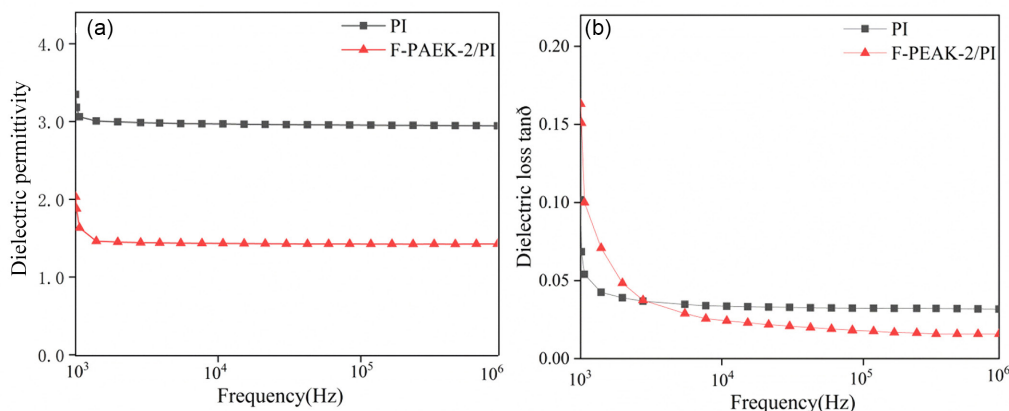 (a)
PI
F-PAEK-2/PI
Dielectric permittivity
4.0
3.0
2.0
1.0
0.0
10³
10⁴
10⁵
10⁶
Frequency(Hz)
(b)
PI
F-PEAK-2/PI
Dielectric loss tanð
0.20
0.15
0.10
0.05
0.00
10³
10⁴
10⁵
10⁶
Frequency(Hz)